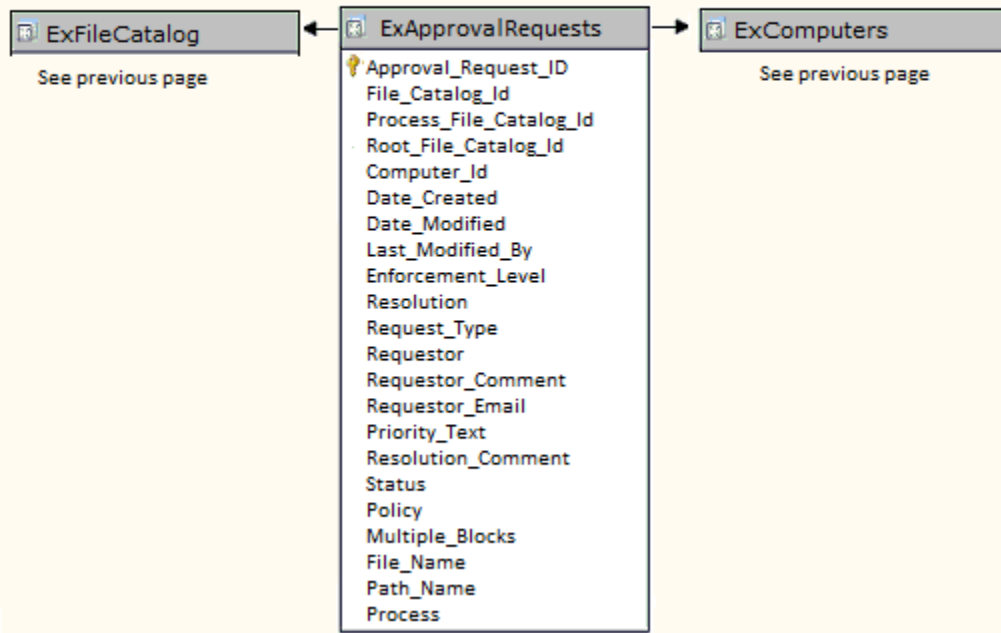 ExFileCatalog
See previous page
ExApprovalRequests
Approval_Request_ID
File_Catalog_Id
Process_File_Catalog_Id
Root_File_Catalog_Id
Computer_Id
Date_Created
Date_Modified
Last_Modified_By
Enforcement_Level
Resolution
Request_Type
Requestor
Requestor_Comment
Requestor_Email
Priority_Text
Resolution_Comment
Status
Policy
Multiple_Blocks
File_Name
Path_Name
Process
ExComputers
See previous page